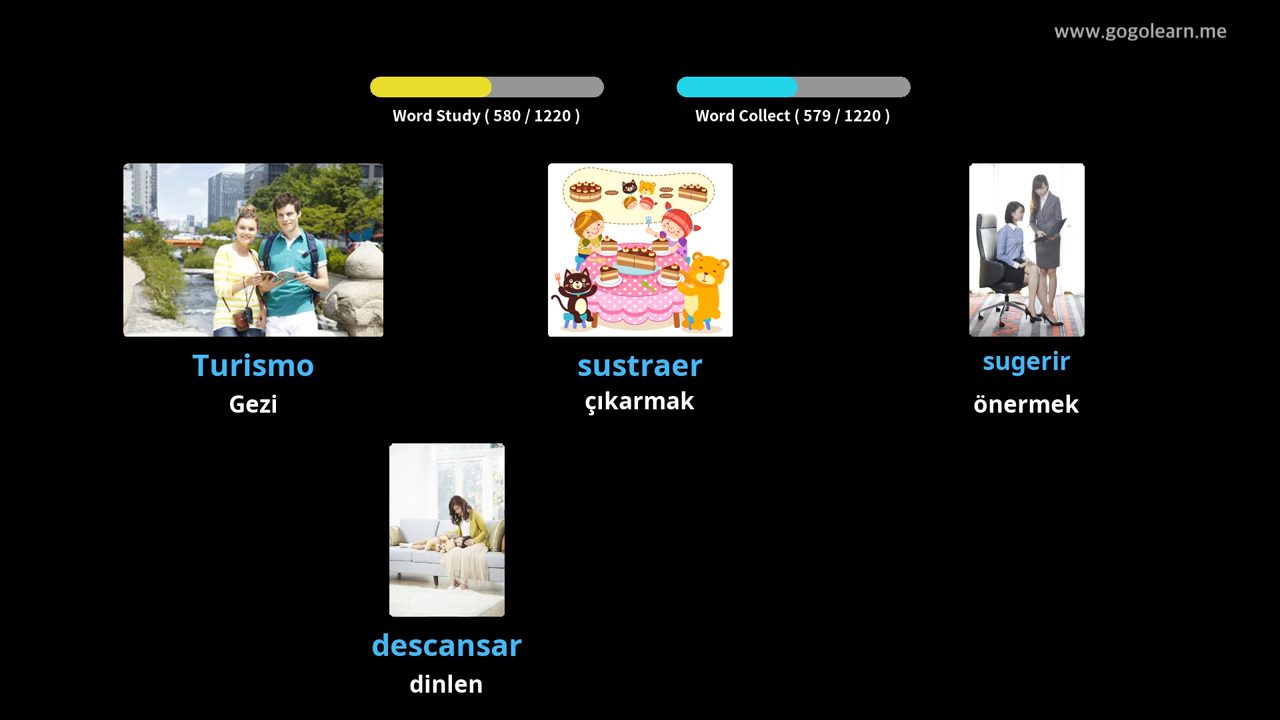 www.gogolearn.me
Word Study ( 580 / 1220 )
Word Collect ( 579 / 1220 )
Turismo
Gezi
sustraer
çıkarmak
sugerir
önermek
descansar
dinlen